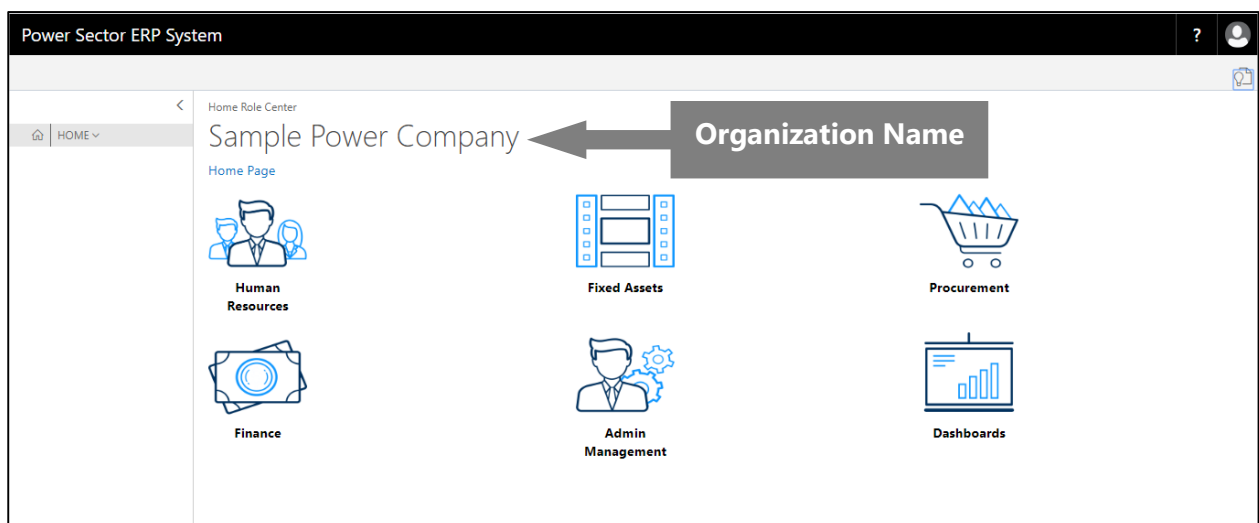 Power Sector ERP System
?
HOME
Home Role Center
Sample Power Company
Organization Name
Home Page
Human
Resources
Fixed Assets
Procurement
Finance
Admin
Management
Dashboards